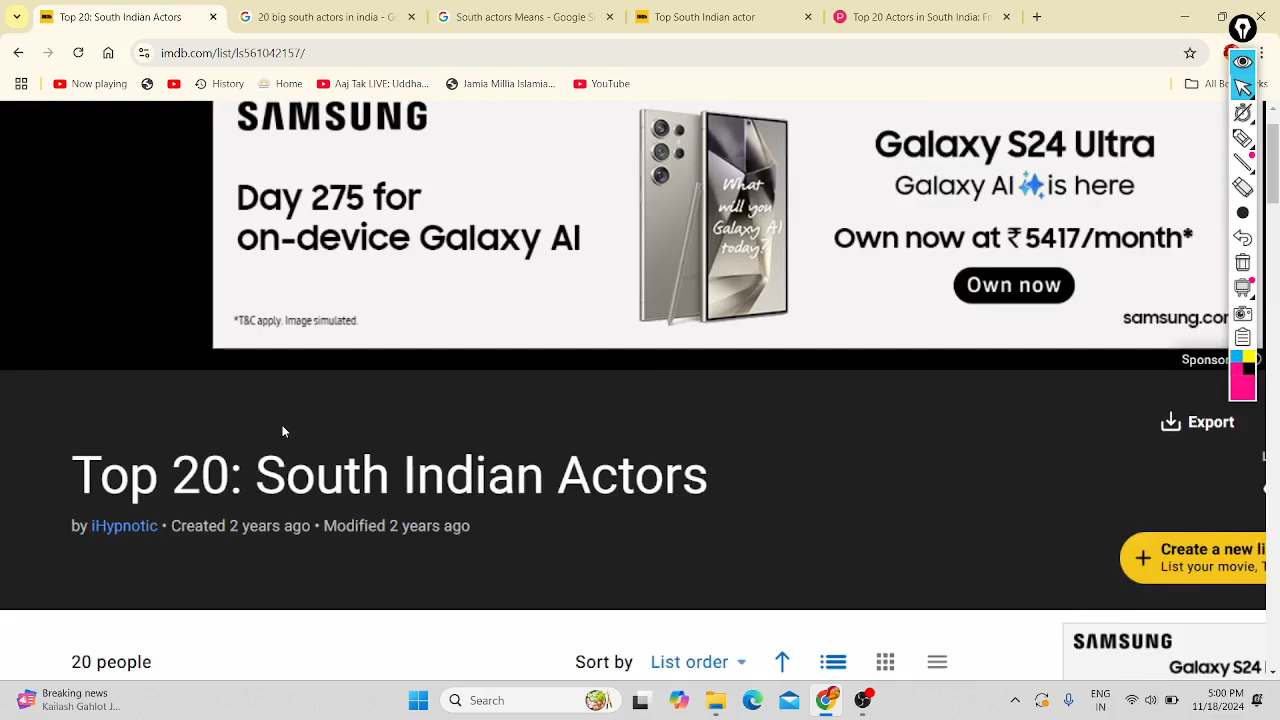 Top 20: South Indian Actors
20 big south actors in india - G
South actors Means - Google S
Top South Indian
Top 20 Actors in South India: Fr
imdb.com/list/ls561042157/
Now playing
History
Home
Aaj Tak LIVE: Uddha...
Jamia Millia Islamia...
YouTube
All
SAMSUNG
Day 275 for
on-device Galaxy AI
*T&C apply. Image simulated.
What
will you
Galaxy AI
today?
Galaxy S24 Ultra
Galaxy AI is here
Own now at ₹5417/month*
Own now
samsung.com
Sponsor
Export
Top 20: South Indian Actors
by iHypnotic • Created 2 years ago • Modified 2 years ago
Create a new li
List your movie,
20 people
Sort by List order
SAMSUNG
Galaxy S24
Breaking news
Kailash Gahlot J...
Search
ENG
IN
5:00 PM
11/18/2024